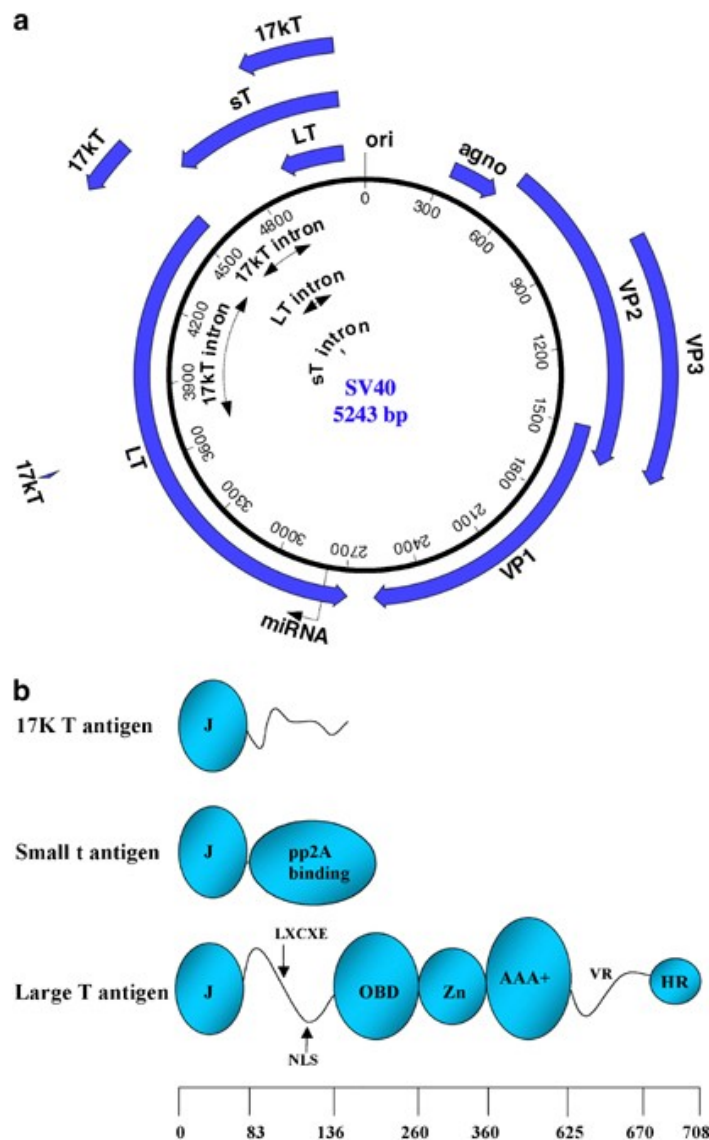 a
17kT
sT
LT
17kT
ori
agno
0
300
600
900
1200
1500
1800
2100
2400
2700
3000
3300
3600
3900
4200
4500
4800
VP2
VP3
VP1
17kT intron
LT intron
17kT intron
sT intron
SV40
5243 bp
LT
17kT
miRNA
b
17K T antigen
J
Small t antigen
J
pp2A
binding
LXCXE
Large T antigen
J
OBD
Zn
AAA+
VR
HR
NLS
0 83 136 260 360 625 670 708